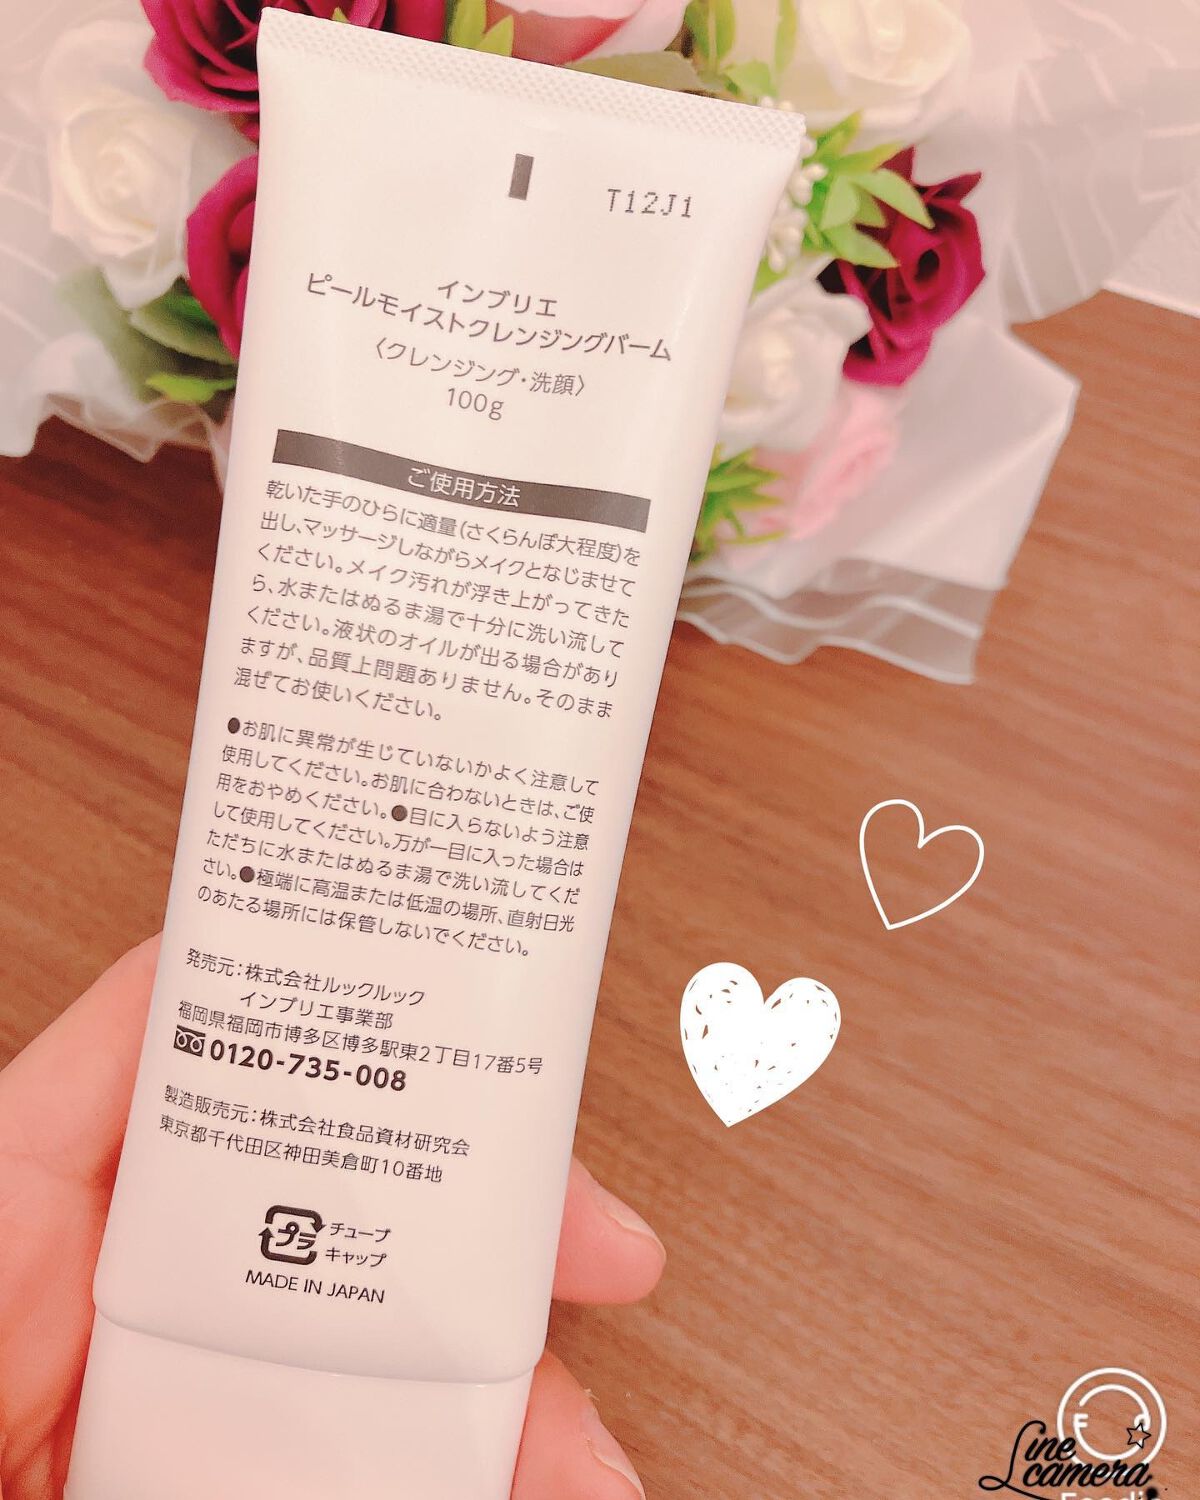 T12J1
インブリエ
ピールモイストクレンジングバーム
〈クレンジング・洗顔〉
100g
ご使用方法
乾いた手のひらに適量(さくらんぼ大程度)を
出し、マッサージしながらメイクとなじませて
ください。メイク汚れが浮き上がってきた
ら、水またはぬるま湯で十分に洗い流して
ください。液状のオイルが出る場合があり
ますが、品質上問題ありません。そのまま
混ぜてお使いください。
●お肌に異常が生じていないかよく注意して
使用してください。お肌に合わないときは、ご使
用をおやめください。●目に入らないよう注意
して使用してください。万が一目に入った場合は
ただちに水またはぬるま湯で洗い流してくだ
さい。●極端に高温または低温の場所、直射日光
のあたる場所には保管しないでください。
発売元：株式会社ルックルック
インブリエ事業部
福岡県福岡市博多区博多駅東2丁目17番5号
0120-735-008
製造販売元：株式会社食品資材研究会
東京都千代田区神田美倉町10番地
プラ
チューブ
キャップ
MADE IN JAPAN
Line
camera